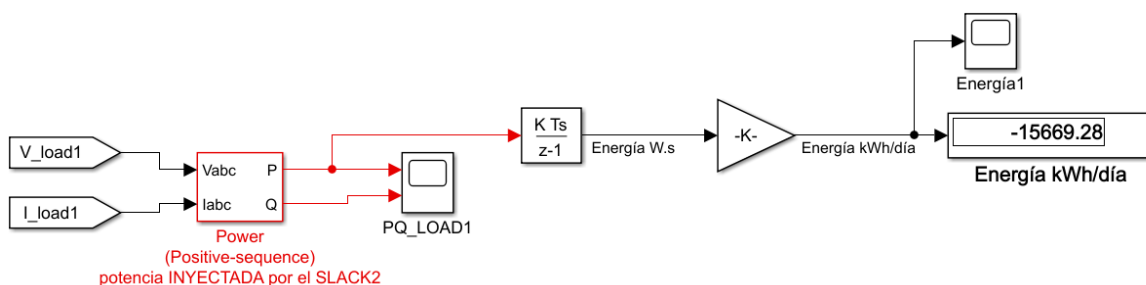 Energía1
K Ts
z-1
-K-
Energía W.s
Energía kWh/día
-15669.28
Energía kWh/día
V_load1
I_load1
Vabc
Iabc
P
Q
PQ_LOAD1
Power
(Positive-sequence)
potencia INYECTADA por el SLACK2